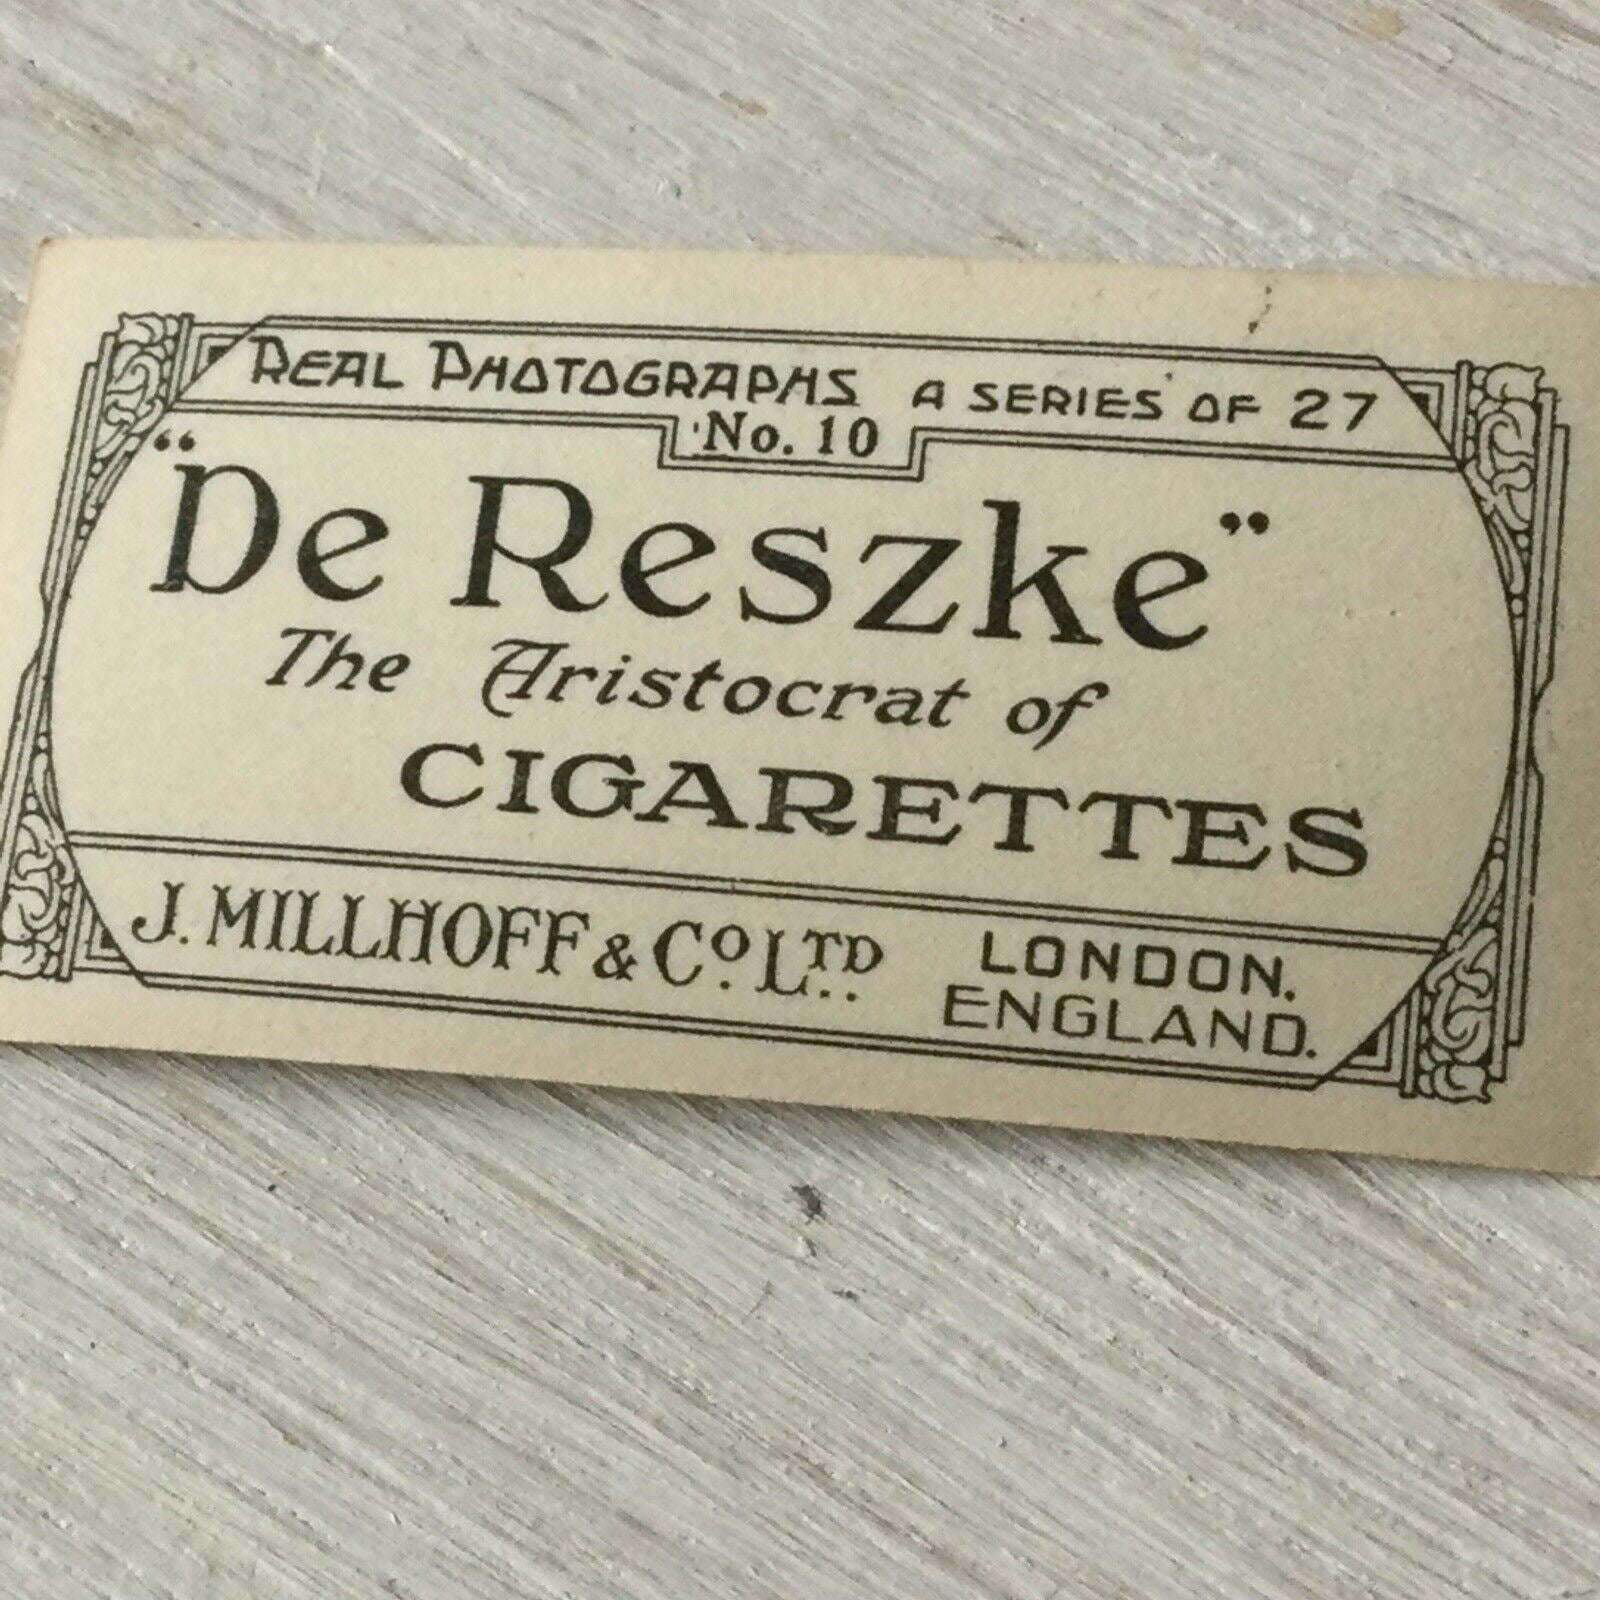 REAL PHOTOGRAPHS A SERIES OF 27
No. 10
"De Reszke"
The Aristocrat of
CIGARETTES
J. MILLHOFF & Co. LTD. LONDON.
ENGLAND.